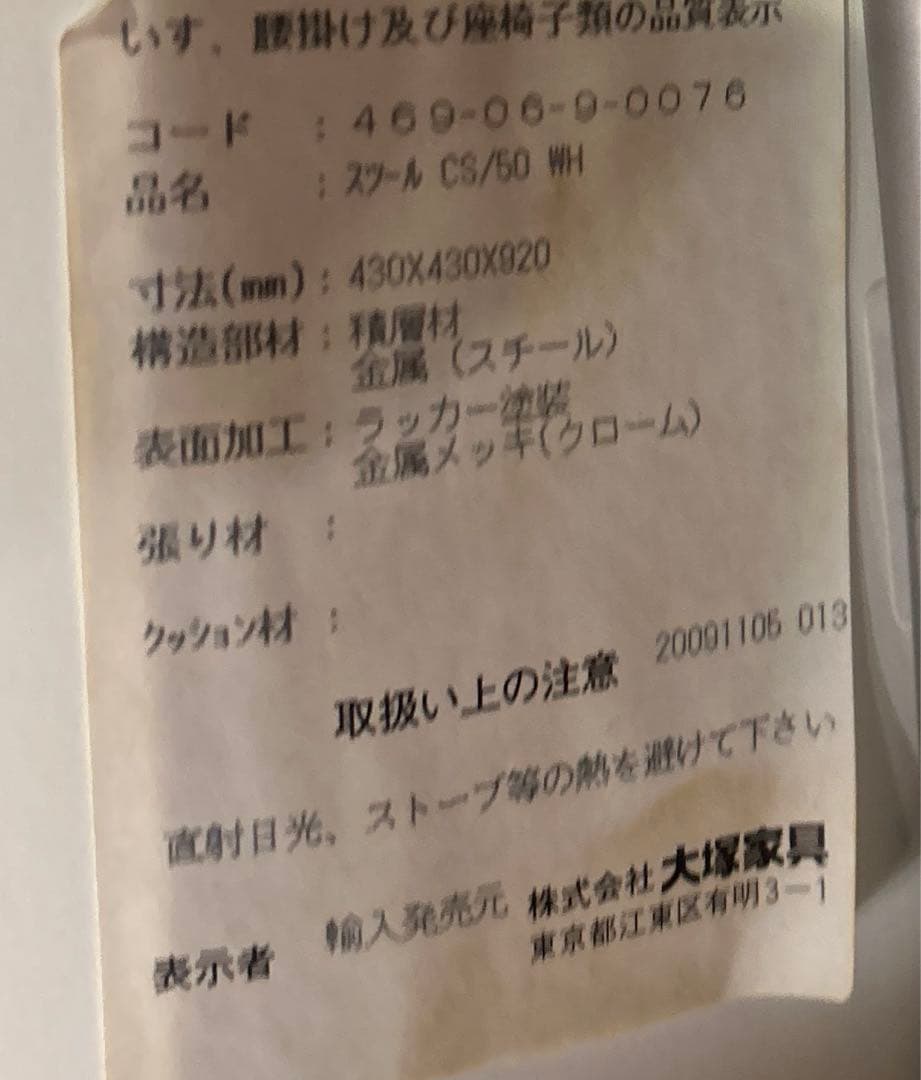 いす、腰掛け及び座椅子類の品質表示
コード : 469-06-9-0076
品名 : スツール CS/50 WH
寸法(mm) : 430X430X920
構造部材 : 積層材
金属 (スチール)
表面加工 : ラッカー塗装
金属メッキ(クローム)
張り材 :
クッション材 :
20091105 013
取扱い上の注意
直射日光、ストーブ等の熱を避けて下さい
表示者 輸入発売元 株式会社大塚家具
東京都江東区有明3-1